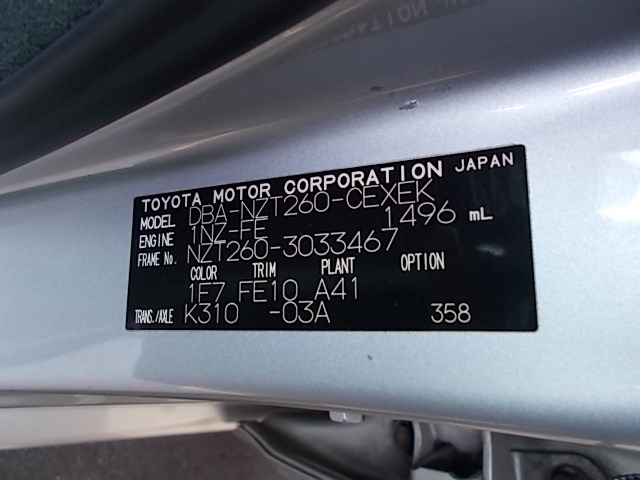 TOYOTA MOTOR CORPORATION JAPAN
MODEL DBA-NZT260-CEXEK
ENGINE 1NZ-FE 1496 mL
FRAME No. NZT260-3033467
COLOR TRIM PLANT OPTION
1E7 FE10 A41
TRANS./AXLE K310 -03A 358